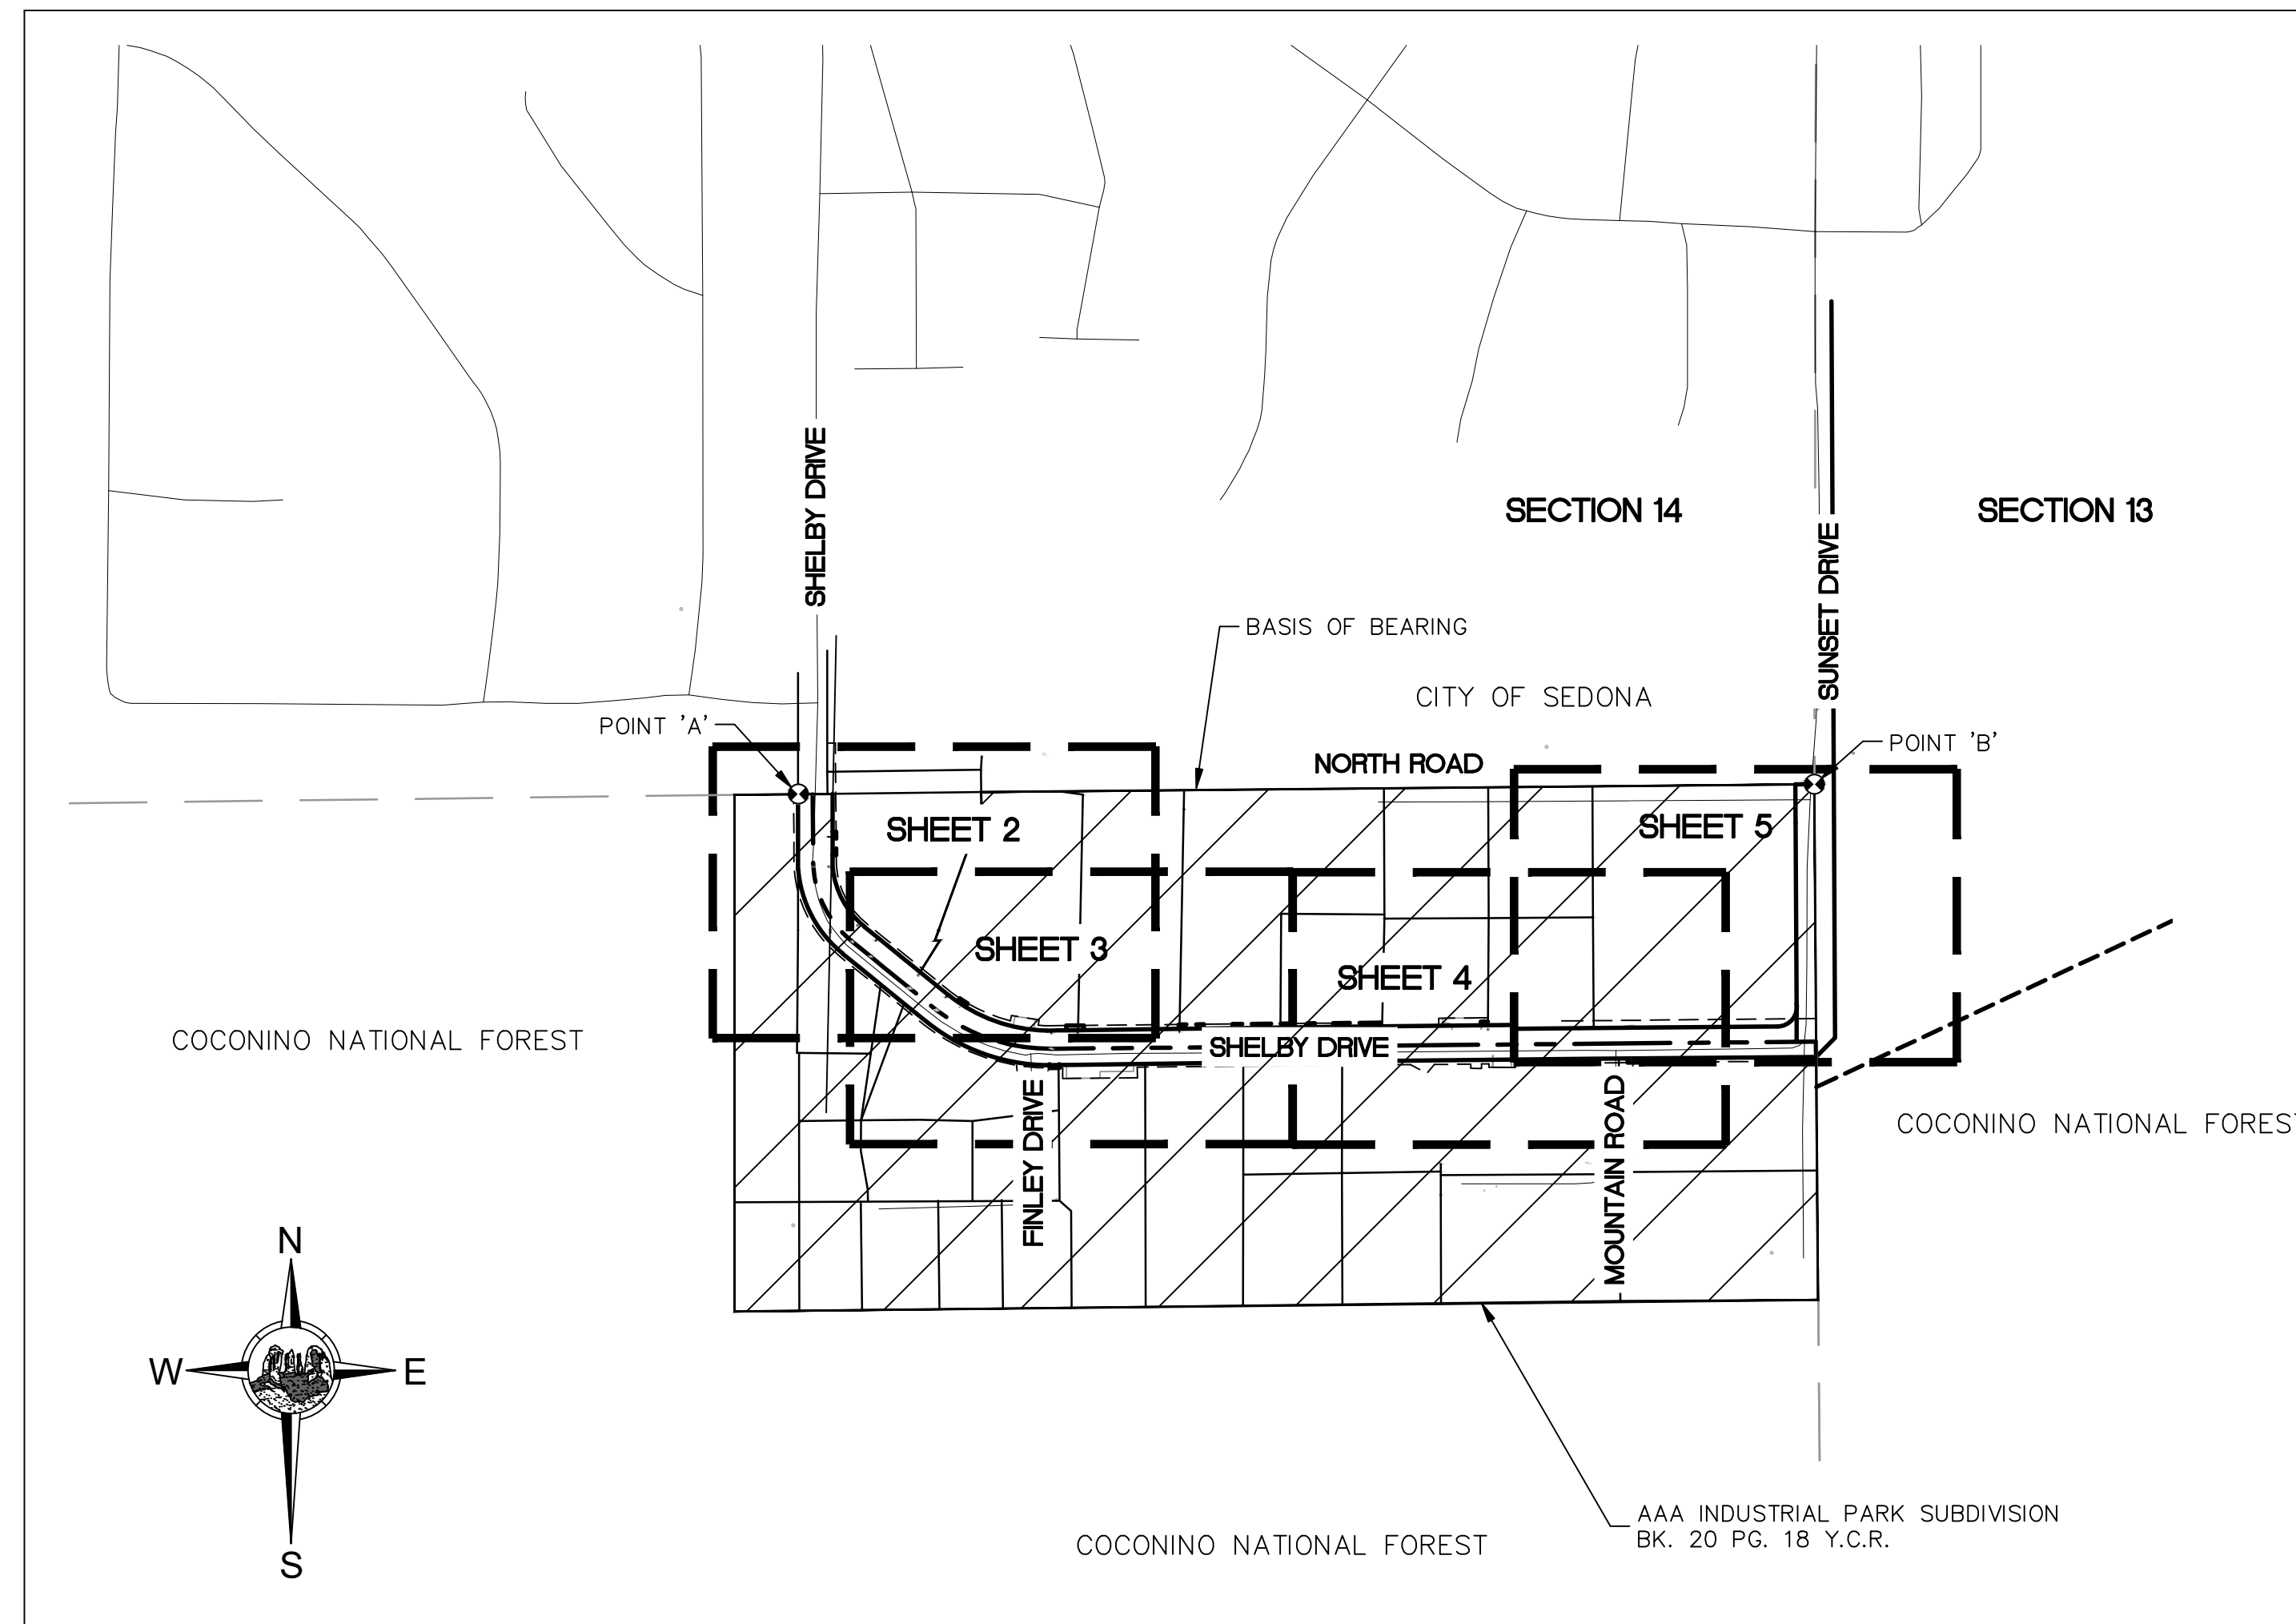 SHELBY DRIVE
SECTION 14
SECTION 13
SUNSET DRIVE
BASIS OF BEARING
CITY OF SEDONA
POINT 'A'
POINT 'B'
NORTH ROAD
SHEET 2
SHEET 5
SHEET 3
SHEET 4
COCONINO NATIONAL FOREST
SHELBY DRIVE
FINLEY DRIVE
MOUNTAIN ROAD
COCONINO NATIONAL FOREST
N
W
E
S
AAA INDUSTRIAL PARK SUBDIVISION
BK. 20 PG. 18 Y.C.R.
COCONINO NATIONAL FOREST